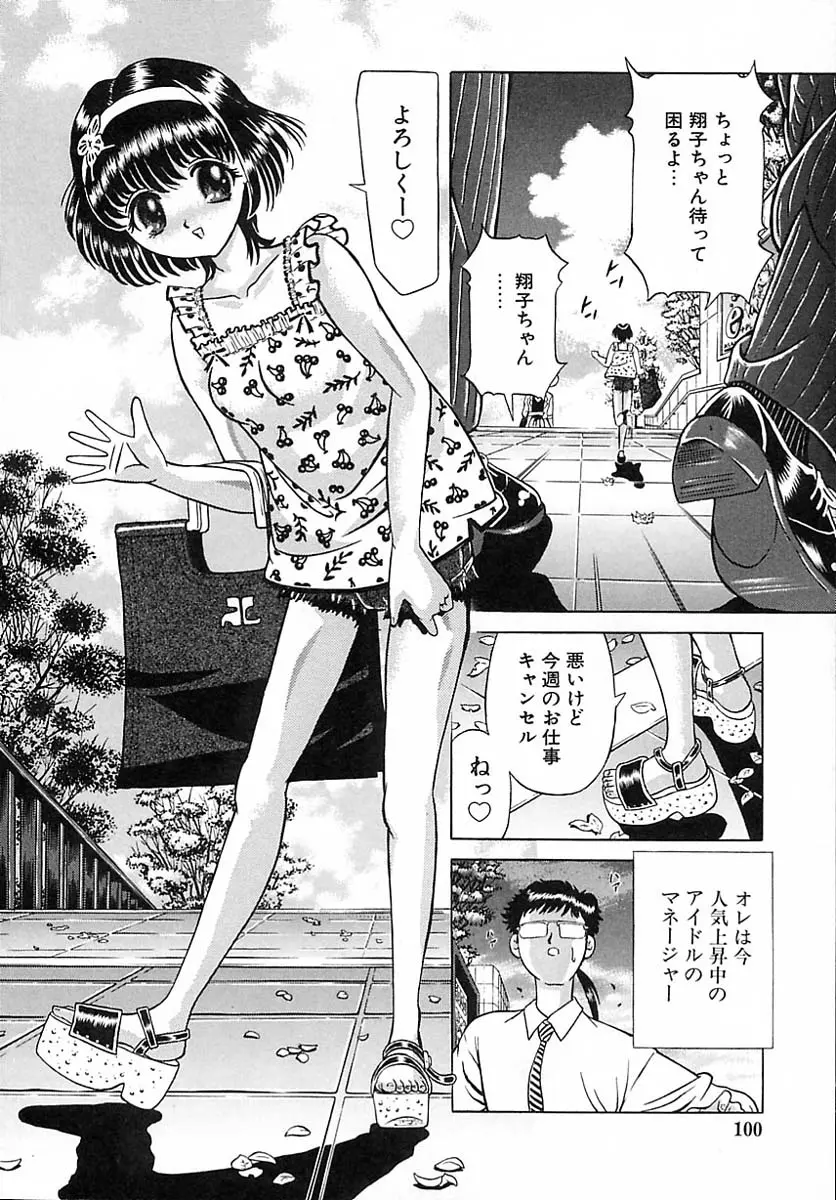 ちょっと
翔子ちゃん待って
困るよ…
翔子ちゃん
……
よろしくー♡
悪いけど
今週のお仕事
キャンセル
ねっ♡
オレは今
人気上昇中の
アイドルの
マネージャー
100